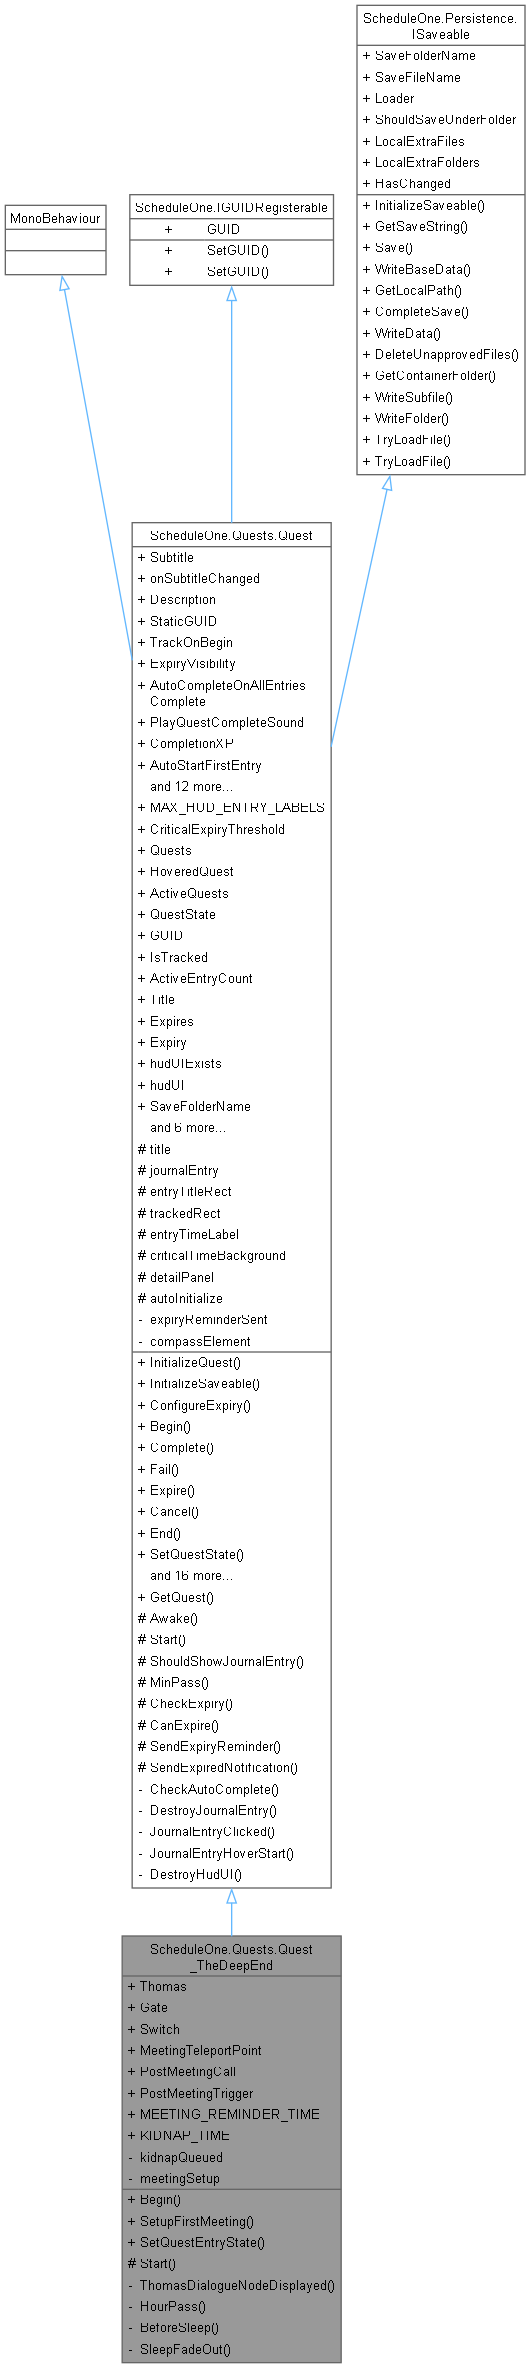 ScheduleOne.Persistence.
ISaveable
+ SaveFolderName
+ SaveFileName
+ Loader
+ ShouldSaveUnderFolder
+ LocalExtraFiles
+ LocalExtraFolders
+ HasChanged
+ InitializeSaveable()
+ GetSaveString()
+ Save()
+ WriteBaseData()
+ GetLocalPath()
+ CompleteSave()
+ WriteData()
+ DeleteUnapprovedFiles()
+ GetContainerFolder()
+ WriteSubfile()
+ WriteFolder()
+ TryLoadFile()
+ TryLoadFile()
MonoBehaviour
ScheduleOne.IGUIDRegisterable
+ GUID
+ SetGUID()
+ SetGUID()
ScheduleOne.Quests.Quest
+ Subtitle
+ onSubtitleChanged
+ Description
+ StaticGUID
+ TrackOnBegin
+ ExpiryVisibility
+ AutoCompleteOnAllEntries
Complete
+ PlayQuestCompleteSound
+ CompletionXP
+ AutoStartFirstEntry
and 12 more...
+ MAX_HUD_ENTRY_LABELS
+ CriticalExpiryThreshold
+ Quests
+ HoveredQuest
+ ActiveQuests
+ QuestState
+ GUID
+ IsTracked
+ ActiveEntryCount
+ Title
+ Expires
+ Expiry
+ hudUIExists
+ hudUI
+ SaveFolderName
and 6 more...
# title
# journalEntry
# entryTitleRect
# trackedRect
# entryTimeLabel
# criticalTimeBackground
# detailPanel
# autoInitialize
- expiryReminderSent
- compassElement
+ InitializeQuest()
+ InitializeSaveable()
+ ConfigureExpiry()
+ Begin()
+ Complete()
+ Fail()
+ Expire()
+ Cancel()
+ End()
+ SetQuestState()
and 16 more...
+ GetQuest()
# Awake()
# Start()
# ShouldShowJournalEntry()
# MinPass()
# CheckExpiry()
# CanExpire()
# SendExpiryReminder()
# SendExpiredNotification()
- CheckAutoComplete()
- DestroyJournalEntry()
- JournalEntryClicked()
- JournalEntryHoverStart()
- DestroyHudUI()
ScheduleOne.Quests.Quest
_TheDeepEnd
+ Thomas
+ Gate
+ Switch
+ MeetingTeleportPoint
+ PostMeetingCall
+ PostMeetingTrigger
+ MEETING_REMINDER_TIME
+ KIDNAP_TIME
- kidnapQueued
- meetingSetup
+ Begin()
+ SetupFirstMeeting()
+ SetQuestEntryState()
# Start()
- ThomasDialogueNodeDisplayed()
- HourPass()
- BeforeSleep()
- SleepFadeOut()